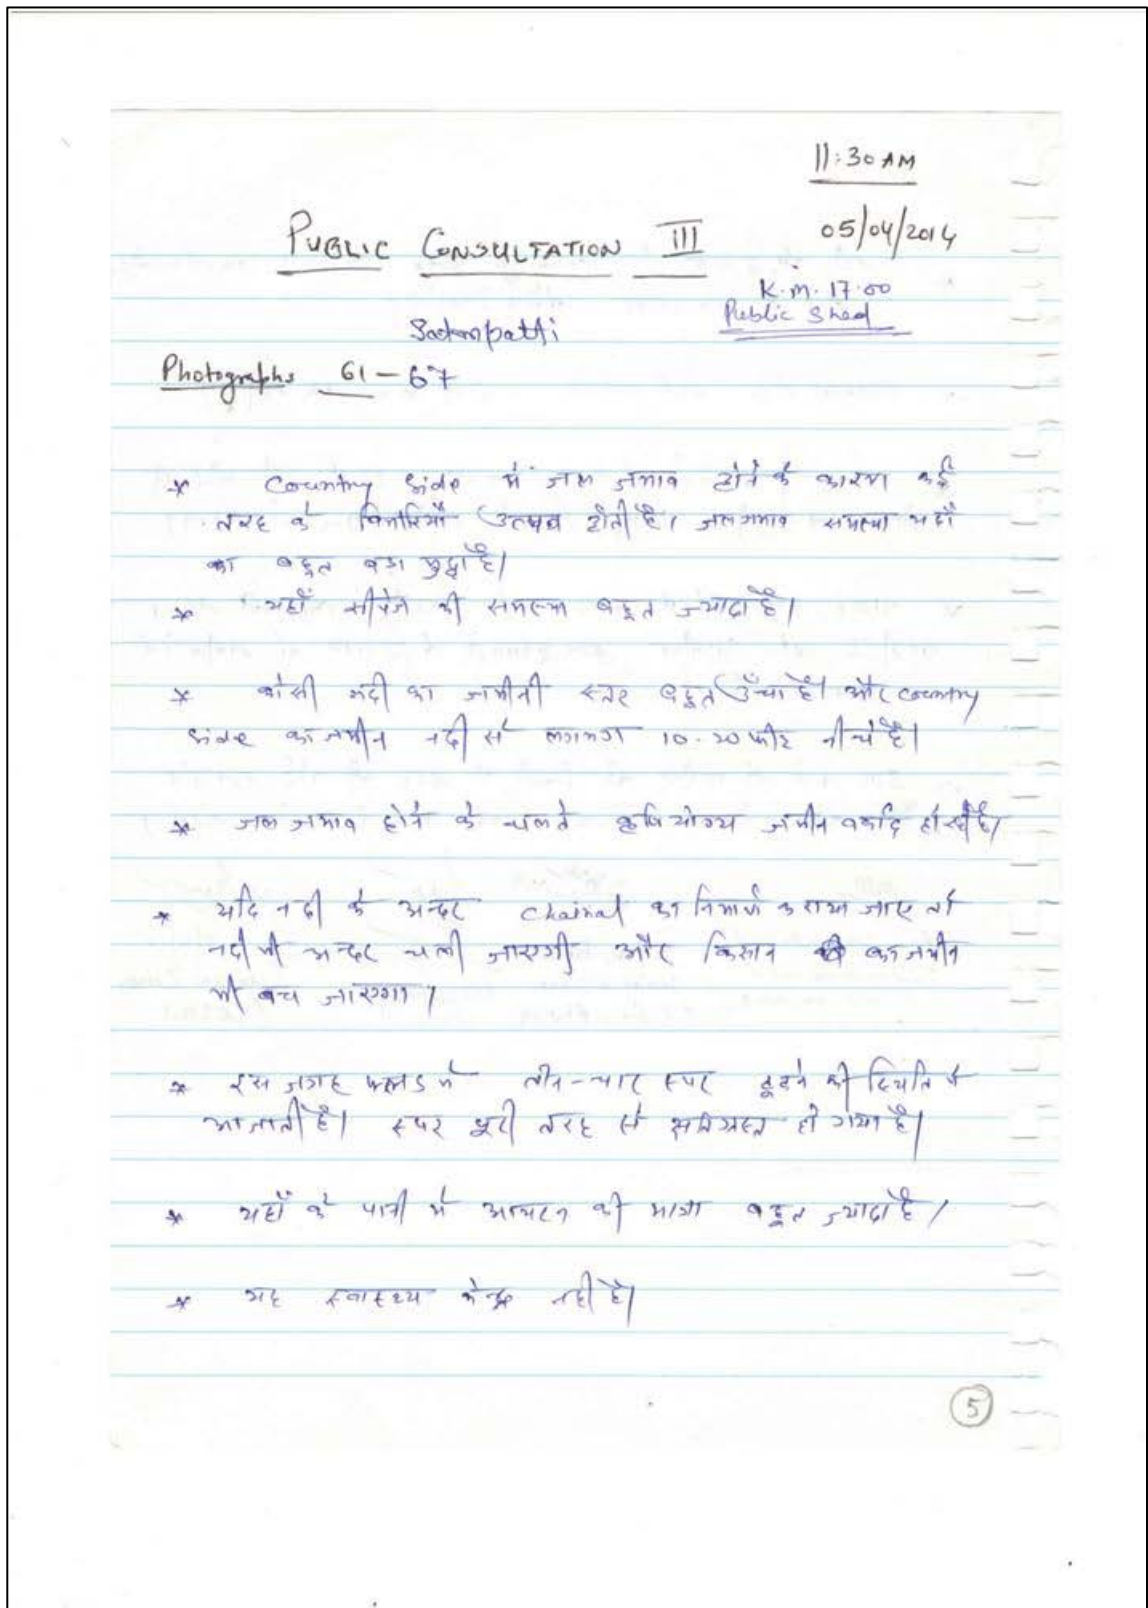 11:30 AM
PUBLIC CONSULTATION III
05/04/2014
K.m. 17.00
Public Shed
Photographs 61-67
* Country Side में जल जमाव होने के कारण कई
तरह के बिमारियाँ उत्पन्न होती है। जलजमाव समस्या यहाँ
का बहुत बड़ा मुद्दा है।
* यहाँ सीपेज की समस्या बहुत ज्यादा है।
* कोसी नदी का जमीनी स्तर बहुत उँचा है। और country
side का जमीन नदी से लगभग 10-20 फीट नीचे है।
* जल जमाव होने के चलते कृषि योग्य जमीन बर्वाद हो रही है।
* यदि नदी के अन्दर Chainal का निमार्ण कराया जाए तो
नदी भी अन्दर चली जाएगी और किसान का जमीन
भी बच जाएगा।
* इस जगह फ्लड में तीन-चार स्पर टूटने की स्थिति में
आ जाती है। स्पर पूरी तरह से क्षतिग्रस्त हो गया है।
* यहाँ के पानी में आयरन की मात्रा बहुत ज्यादा है।
* यह स्वास्थ्य केन्द्र नही है।
5